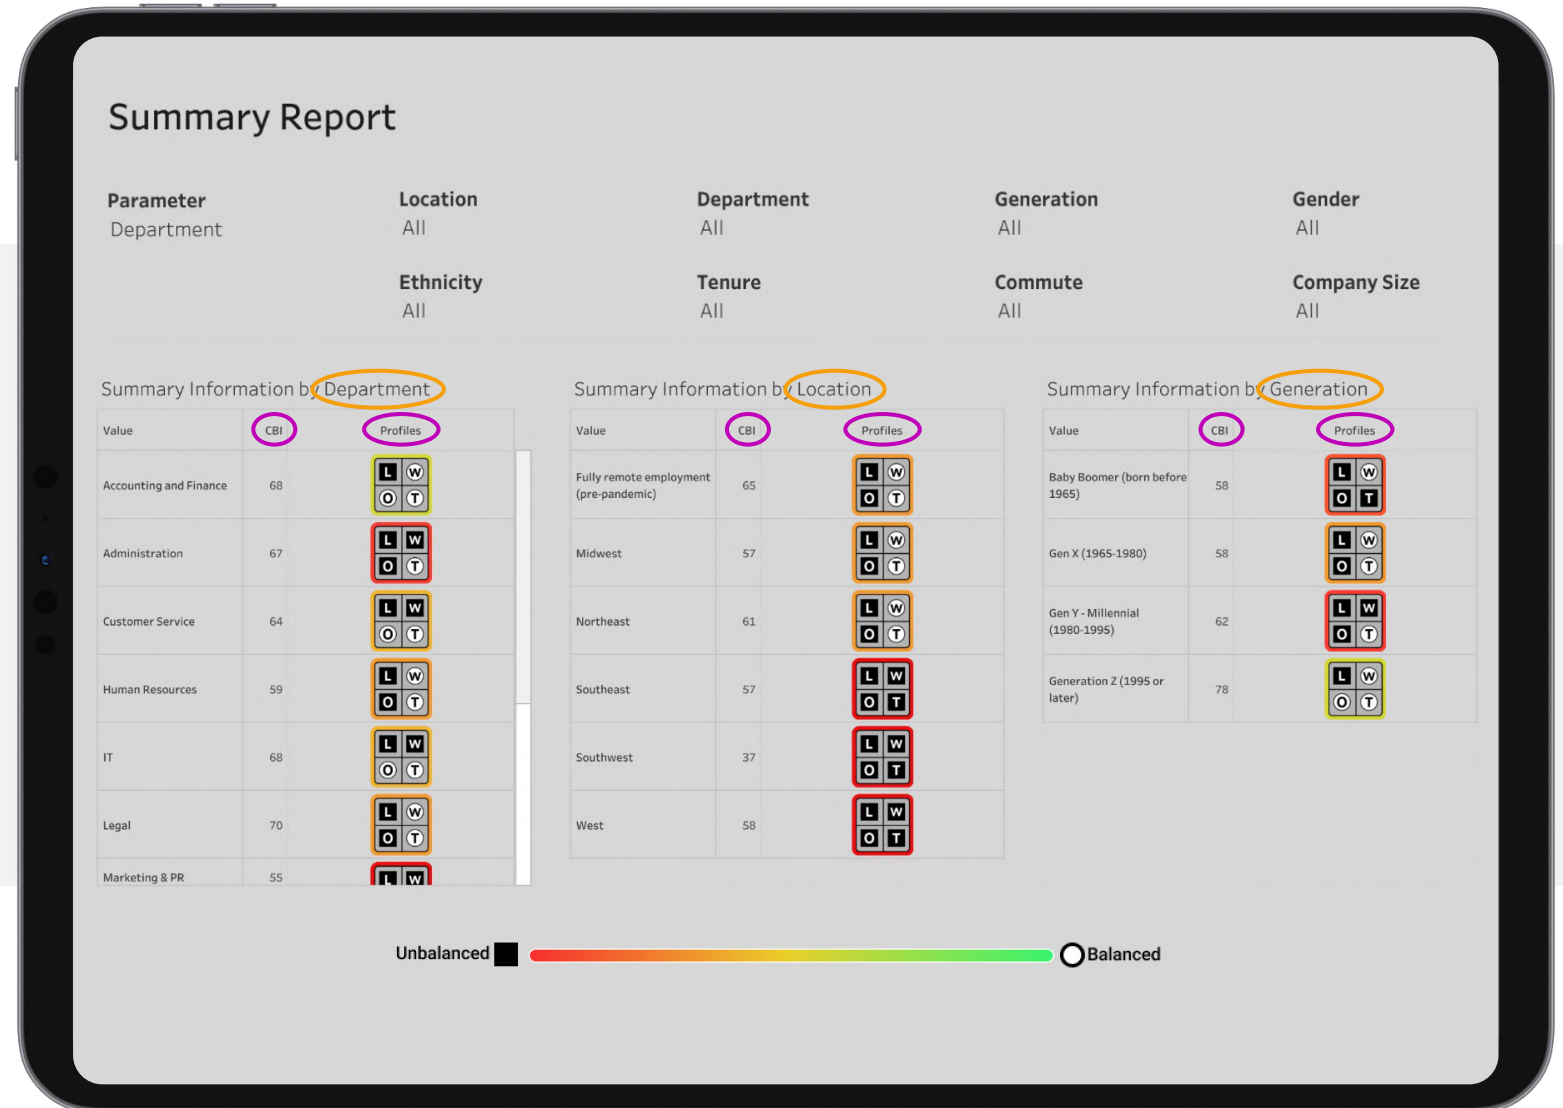 Summary Report
Parameter
Department
Location
All
Department
All
Generation
All
Gender
All
Ethnicity
All
Tenure
All
Commute
All
Company Size
All
Summary Information by Department
Value CBI Profiles
Accounting and Finance 68 L W
O T
Administration 67 L W
O T
Customer Service 64 L W
O T
Human Resources 59 L W
O T
IT 68 L W
O T
Legal 70 L W
O T
Marketing & PR 55 L W
Summary Information by Location
Value CBI Profiles
Fully remote employment
(pre-pandemic) 65 L W
O T
Midwest 57 L W
O T
Northeast 61 L W
O T
Southeast 57 L W
O T
Southwest 37 L W
O T
West 58 L W
O T
Summary Information by Generation
Value CBI Profiles
Baby Boomer (born before
1965) 58 L W
O T
Gen X (1965-1980) 58 L W
O T
Gen Y - Millennial
(1980-1995) 62 L W
O T
Generation Z (1995 or
later) 78 L W
O T
Unbalanced Balanced